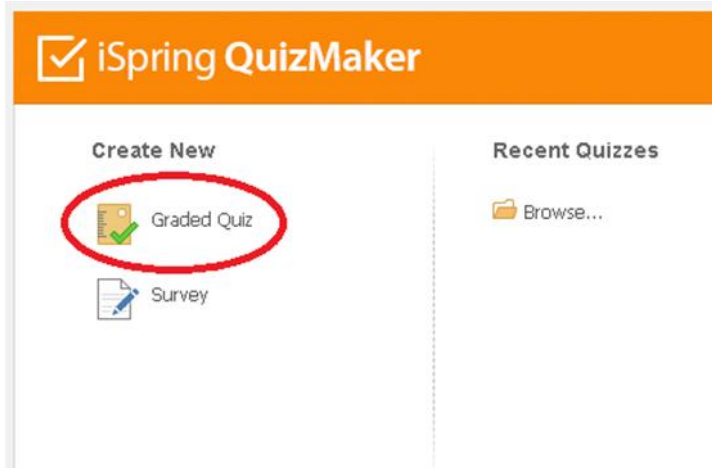 iSpring QuizMaker
Create New
Graded Quiz
Survey
Recent Quizzes
Browse...